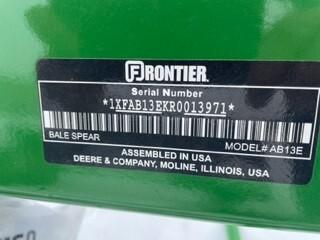 FRONTIER
Serial Number
*1XFAB13EKR0013971*
BALE SPEAR MODEL# AB13E
ASSEMBLED IN USA
DEERE & COMPANY, MOLINE, ILLINOIS, USA